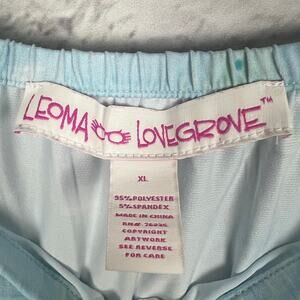 LEOMA LOVEGROVE™
XL
95% POLYESTER
5% SPANDEX
MADE IN CHINA
COPYRIGHT
ARTWORK
SEE REVERSE
FOR CARE